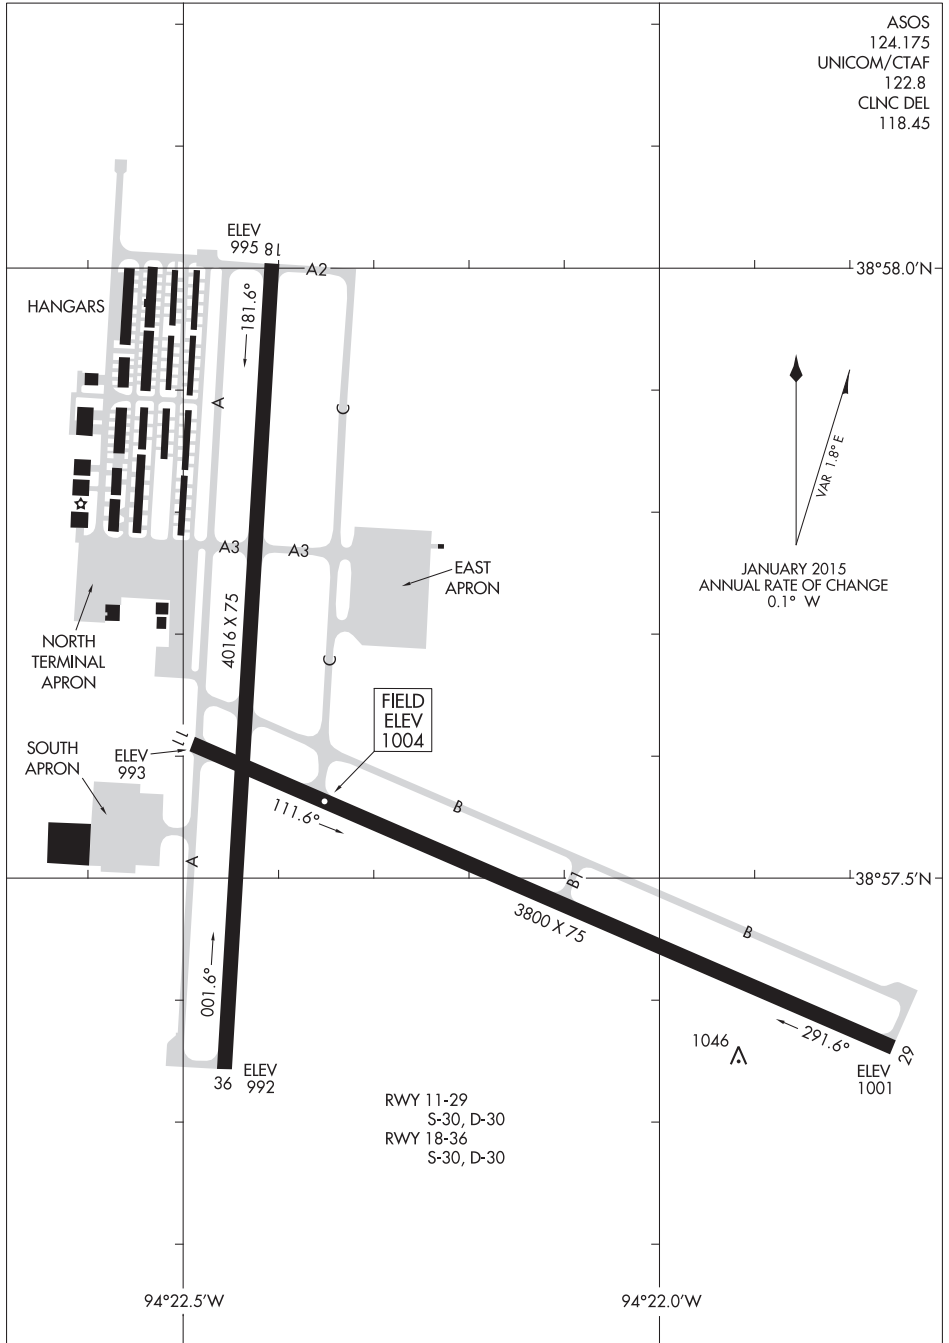 ASOS
124.175
UNICOM/CTAF
122.8
CLNC DEL
118.45
ELEV
995
18
A2
38°58.0'N
HANGARS
181.6°
A
C
VAR 1.8° E
A3
A3
EAST
APRON
JANUARY 2015
ANNUAL RATE OF CHANGE
0.1° W
4016 X 75
NORTH
TERMINAL
APRON
C
FIELD
ELEV
1004
11
SOUTH
APRON
ELEV
993
111.6°
B
A
B1
38°57.5'N
3800 X 75
B
001.6°
1046
291.6°
29
36
ELEV
992
ELEV
1001
RWY 11-29
S-30, D-30
RWY 18-36
S-30, D-30
94°22.5'W
94°22.0'W